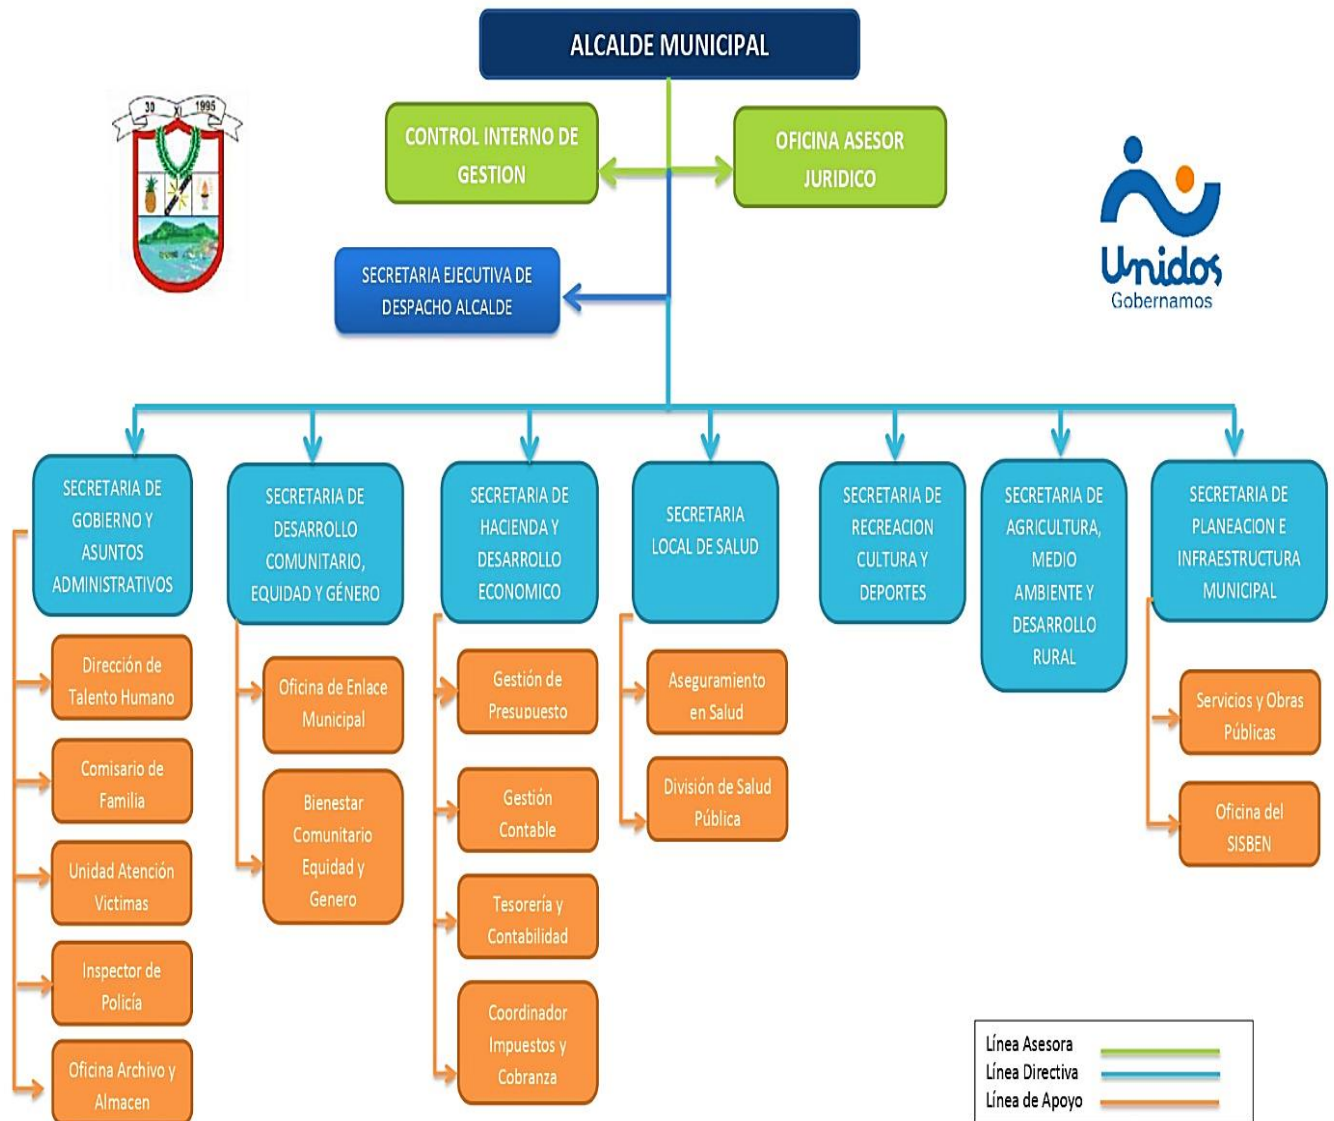 ALCALDE MUNICIPAL
30 XI 1995
CONTROL INTERNO DE
GESTION
OFICINA ASESOR
JURIDICO
Unidos
Gobernamos
SECRETARIA EJECUTIVA DE
DESPACHO ALCALDE
SECRETARIA DE
GOBIERNO Y
ASUNTOS
ADMINISTRATIVOS
Dirección de
Talento Humano
Comisario de
Familia
Unidad Atención
Victimas
Inspector de
Policía
Oficina Archivo y
Almacen
SECRETARIA DE
DESARROLLO
COMUNITARIO,
EQUIDAD Y GÉNERO
Oficina de Enlace
Municipal
Bienestar
Comunitario
Equidad y
Genero
SECRETARIA DE
HACIENDA Y
DESARROLLO
ECONOMICO
Gestión de
Presupuesto
Gestión
Contable
Tesorería y
Contabilidad
Coordinador
Impuestos y
Cobranza
SECRETARIA
LOCAL DE SALUD
Aseguramiento
en Salud
División de Salud
Pública
SECRETARIA DE
RECREACION
CULTURA Y
DEPORTES
SECRETARIA DE
AGRICULTURA,
MEDIO
AMBIENTE Y
DESARROLLO
RURAL
SECRETARIA DE
PLANEACION E
INFRAESTRUCTURA
MUNICIPAL
Servicios y Obras
Públicas
Oficina del
SISBEN
Línea Asesora
Línea Directiva
Línea de Apoyo